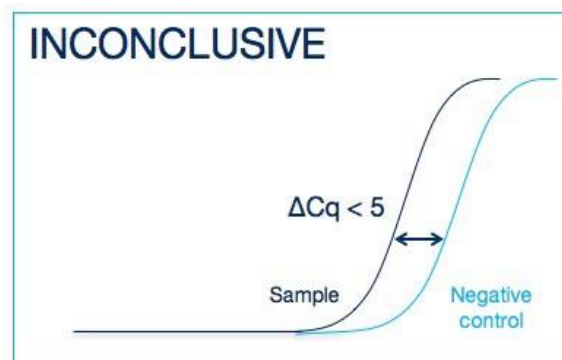 INCONCLUSIVE
ΔCq < 5
Sample
Negative
control